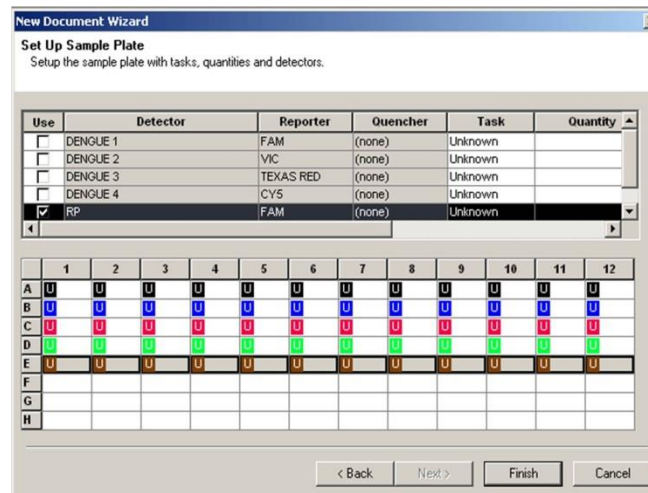 New Document Wizard
Set Up Sample Plate
Setup the sample plate with tasks, quantities and detectors.
Use Detector Reporter Quencher Task Quantity
DENGUE 1 FAM (none) Unknown
DENGUE 2 VIC (none) Unknown
DENGUE 3 TEXAS RED (none) Unknown
DENGUE 4 CY5 (none) Unknown
RP FAM (none) Unknown
1 2 3 4 5 6 7 8 9 10 11 12
A U U U U U U U U U U U U
B U U U U U U U U U U U U
C U U U U U U U U U U U U
D U U U U U U U U U U U U
E U U U U U U U U U U U U
F
G
H
< Back Next > Finish Cancel